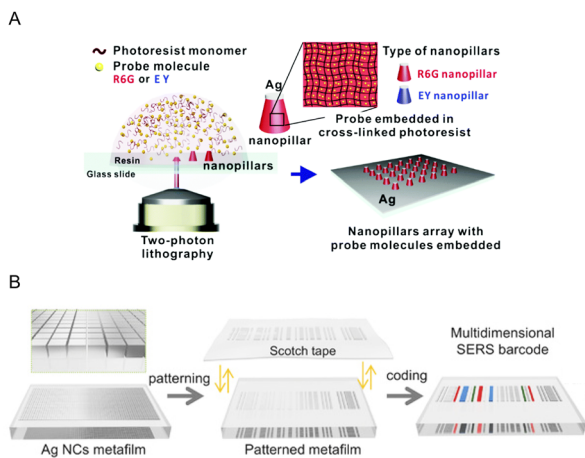 A
Photoresist monomer
Probe molecule
R6G or EY
Resin
Glass slide
nanopillars
Two-photon
lithography
Ag
nanopillar
Type of nanopillars
R6G nanopillar
EY nanopillar
Probe embedded in
cross-linked photoresist
Ag
Nanopillars array with
probe molecules embedded
B
Ag NCs metafilm
patterning
Scotch tape
Patterned metafilm
coding
Multidimensional
SERS barcode